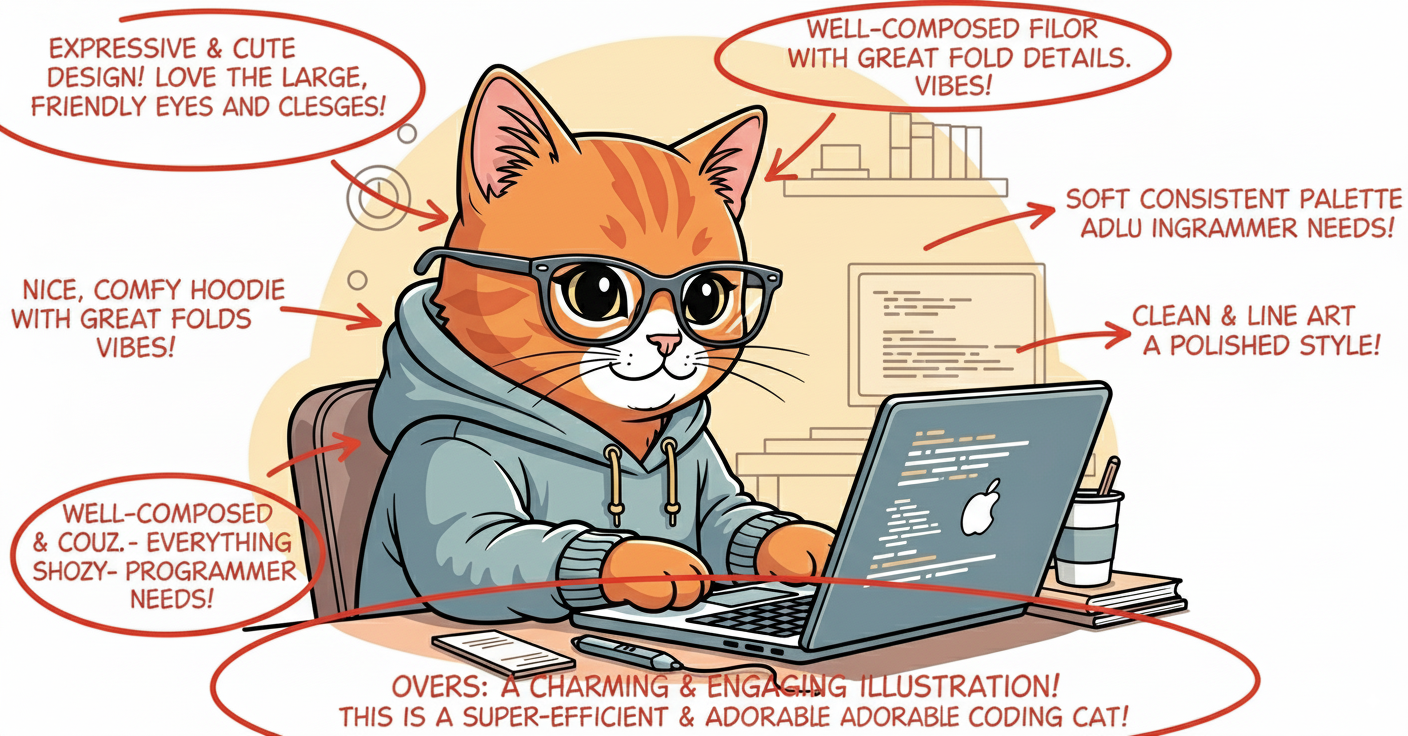 EXPRESSIVE & CUTE
DESIGN! LOVE THE LARGE,
FRIENDLY EYES AND CLESGES!
WELL-COMPOSED FILOR
WITH GREAT FOLD DETAILS.
VIBES!
SOFT CONSISTENT PALETTE
ADLU INGRAMMER NEEDS!
NICE, COMFY HOODIE
WITH GREAT FOLDS
VIBES!
CLEAN & LINE ART
A POLISHED STYLE!
WELL-COMPOSED
& COUZ.- EVERYTHING
SHOZY- PROGRAMMER
NEEDS!
OVERS: A CHARMING & ENGAGING ILLUSTRATION!
THIS IS A SUPER-EFFICIENT & ADORABLE ADORABLE CODING CAT!